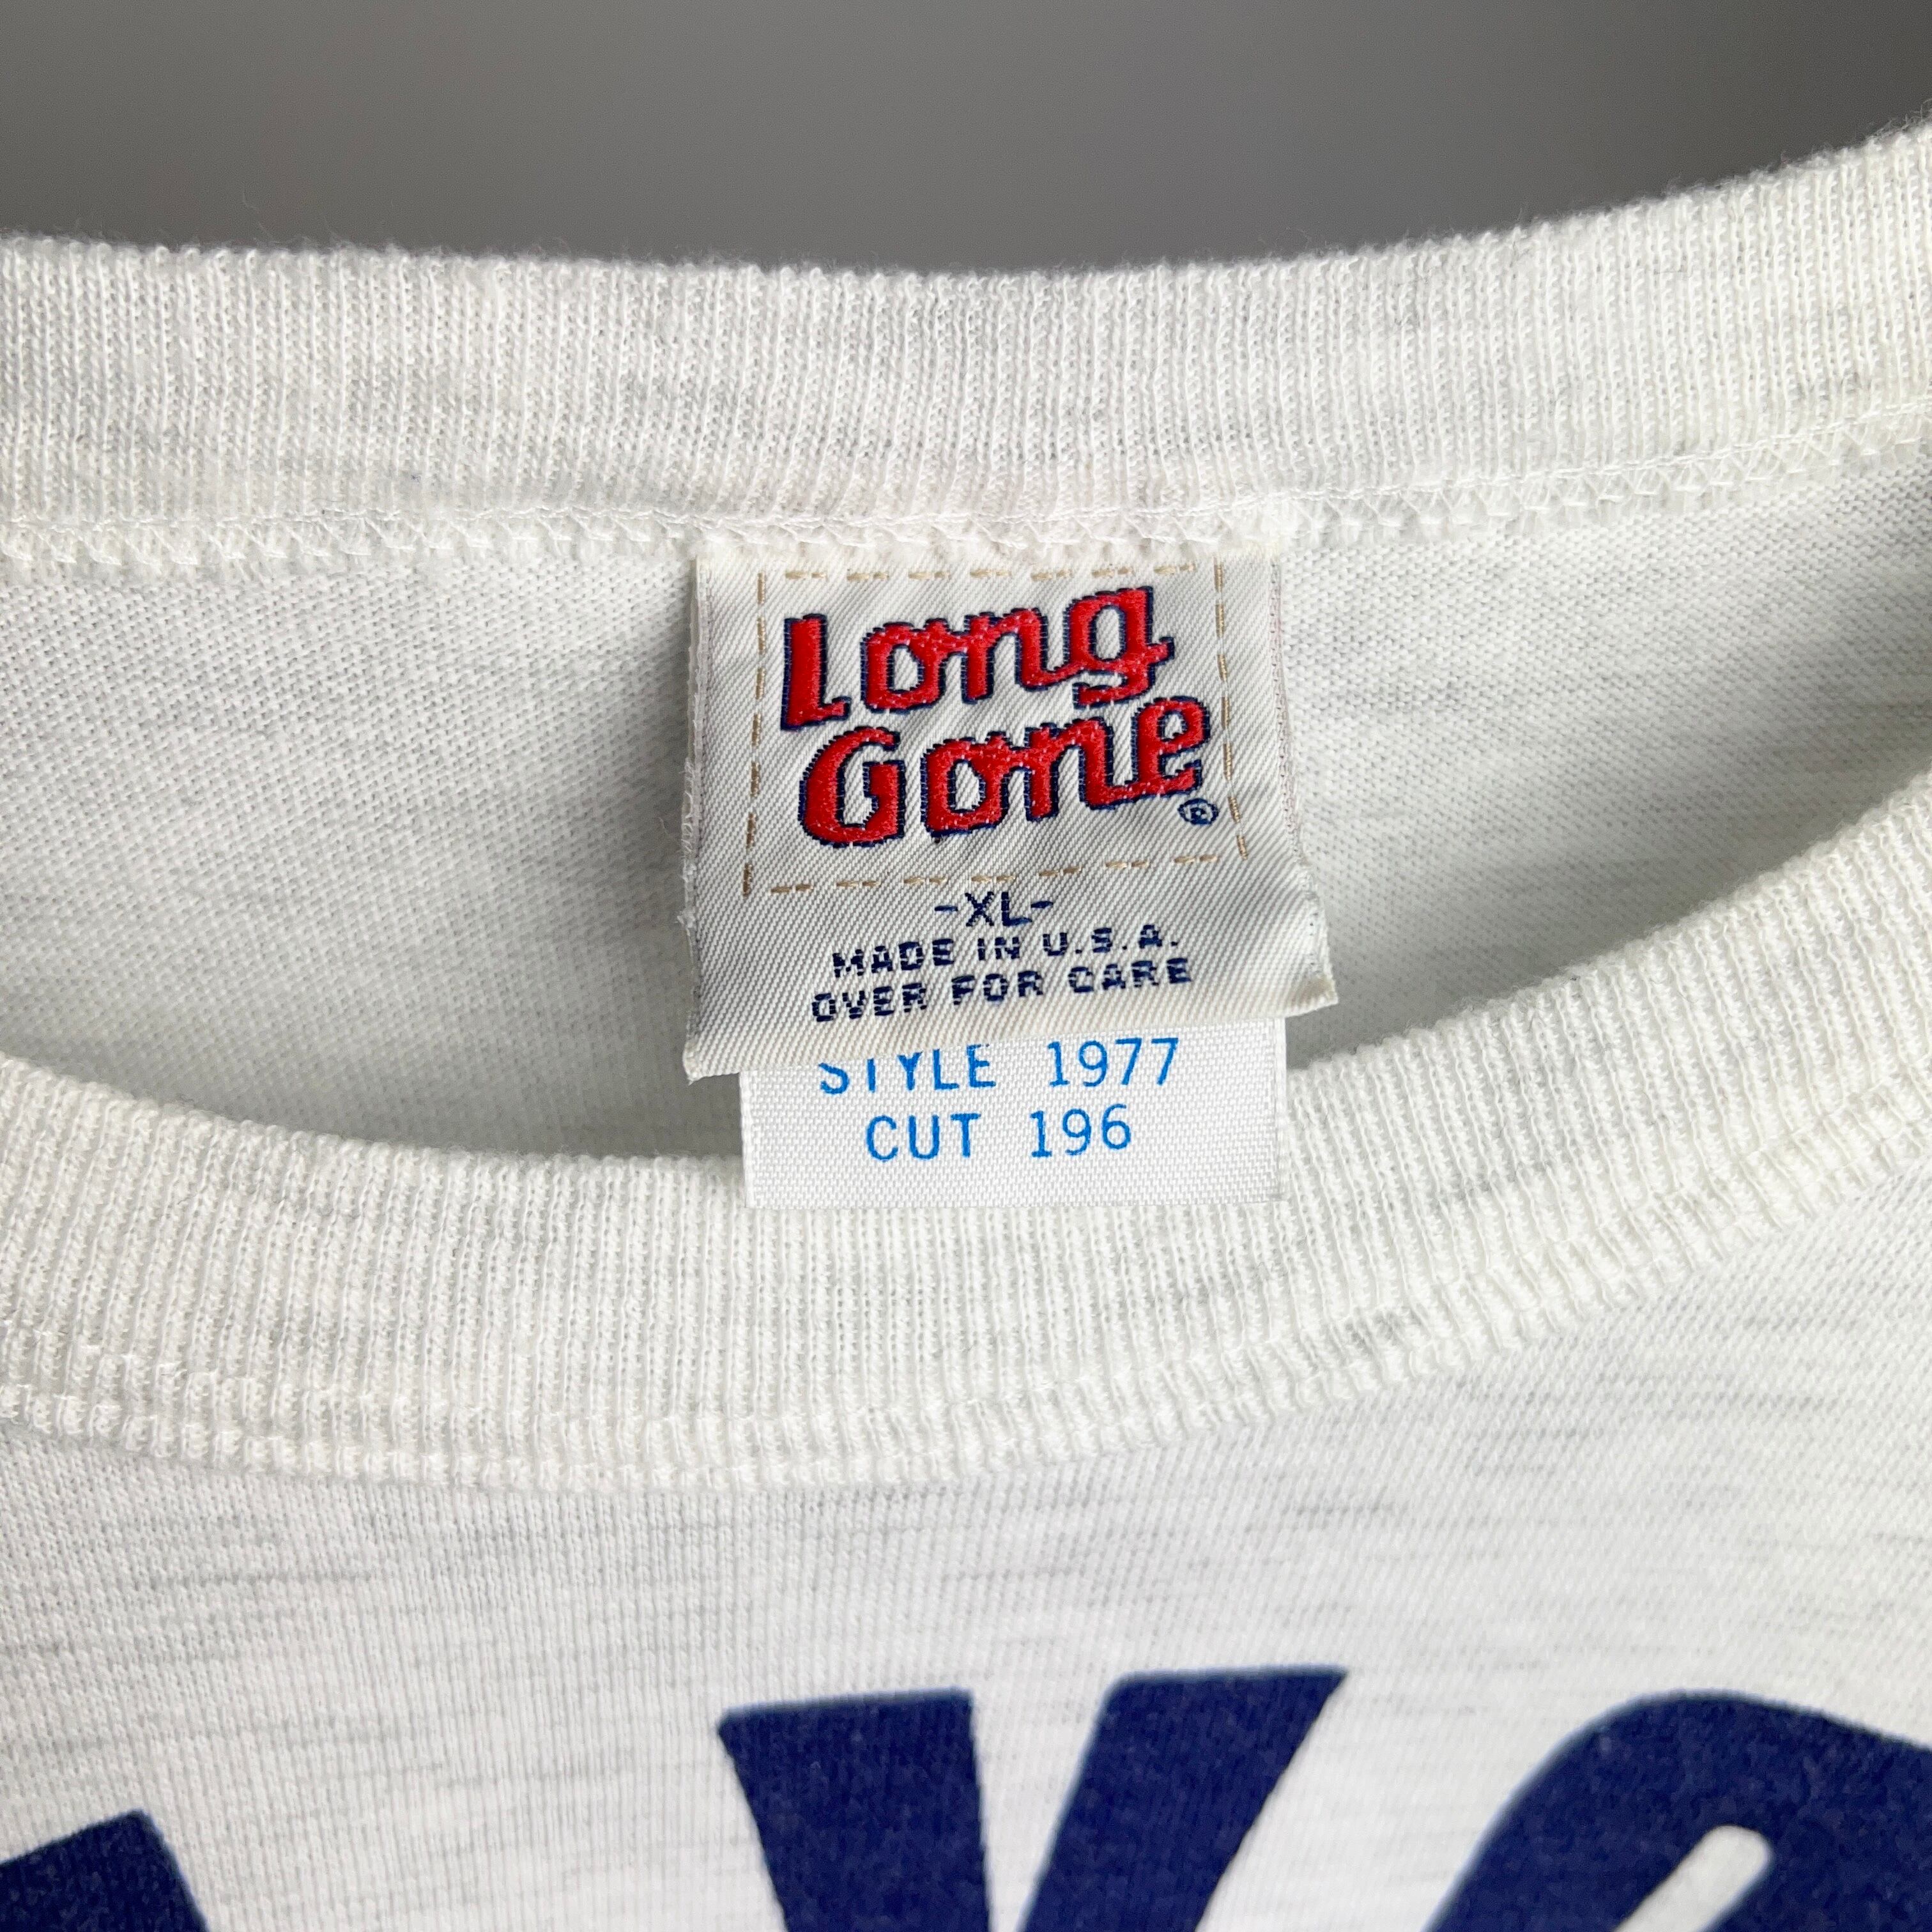 Long
Gone
®
-XL-
MADE IN U.S.A.
OVER FOR CARE
STYLE 1977
CUT 196